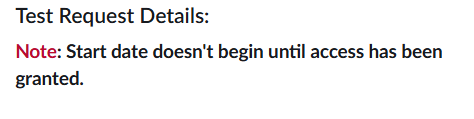 Test Request Details:
Note: Start date doesn't begin until access has been
granted.